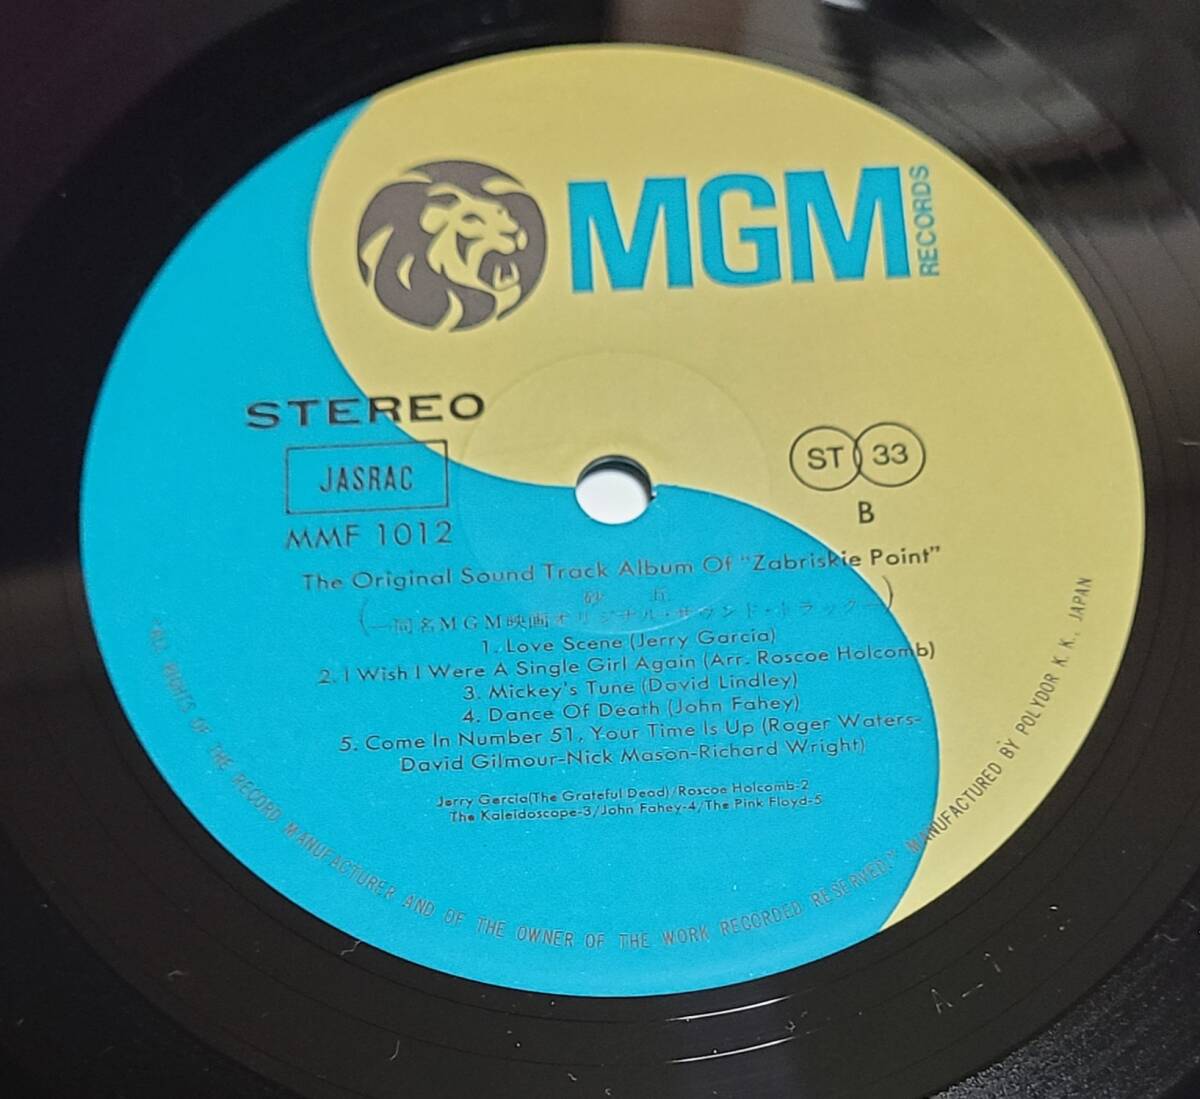 MGM
RECORDS
STEREO
JASRAC
MMF 1012
ST 33
B
The Original Sound Track Album Of "Zabriskie Point"
砂 丘
(—同名MGM映画オリジナル・サウンド・トラック—)
1. Love Scene (Jerry Garcia)
2. I Wish I Were A Single Girl Again (Arr. Roscoe Holcomb)
3. Mickey's Tune (David Lindley)
4. Dance Of Death (John Fahey)
5. Come In Number 51, Your Time Is Up (Roger Waters-
David Gilmour-Nick Mason-Richard Wright)
Jerry Garcia(The Grateful Dead)/Roscoe Holcomb-2
The Kaleidoscope-3/John Fahey-4/The Pink Floyd-5
"ALL RIGHTS OF THE RECORD MANUFACTURER AND OF THE OWNER OF THE WORK RECORDED RESERVED." MANUFACTURED BY POLYDOR K.K., JAPAN